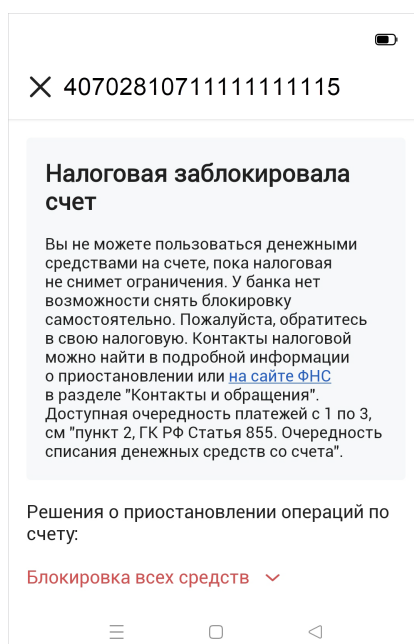 40702810711111111115
Налоговая заблокировала
счет
Вы не можете пользоваться денежными
средствами на счете, пока налоговая
не снимет ограничения. У банка нет
возможности снять блокировку
самостоятельно. Пожалуйста, обратитесь
в свою налоговую. Контакты налоговой
можно найти в подробной информации
о приостановлении или на сайте ФНС
в разделе "Контакты и обращения".
Доступная очередность платежей с 1 по 3,
см "пункт 2, ГК РФ Статья 855. Очередность
списания денежных средств со счета".
Решения о приостановлении операций по
счету:
Блокировка всех средств